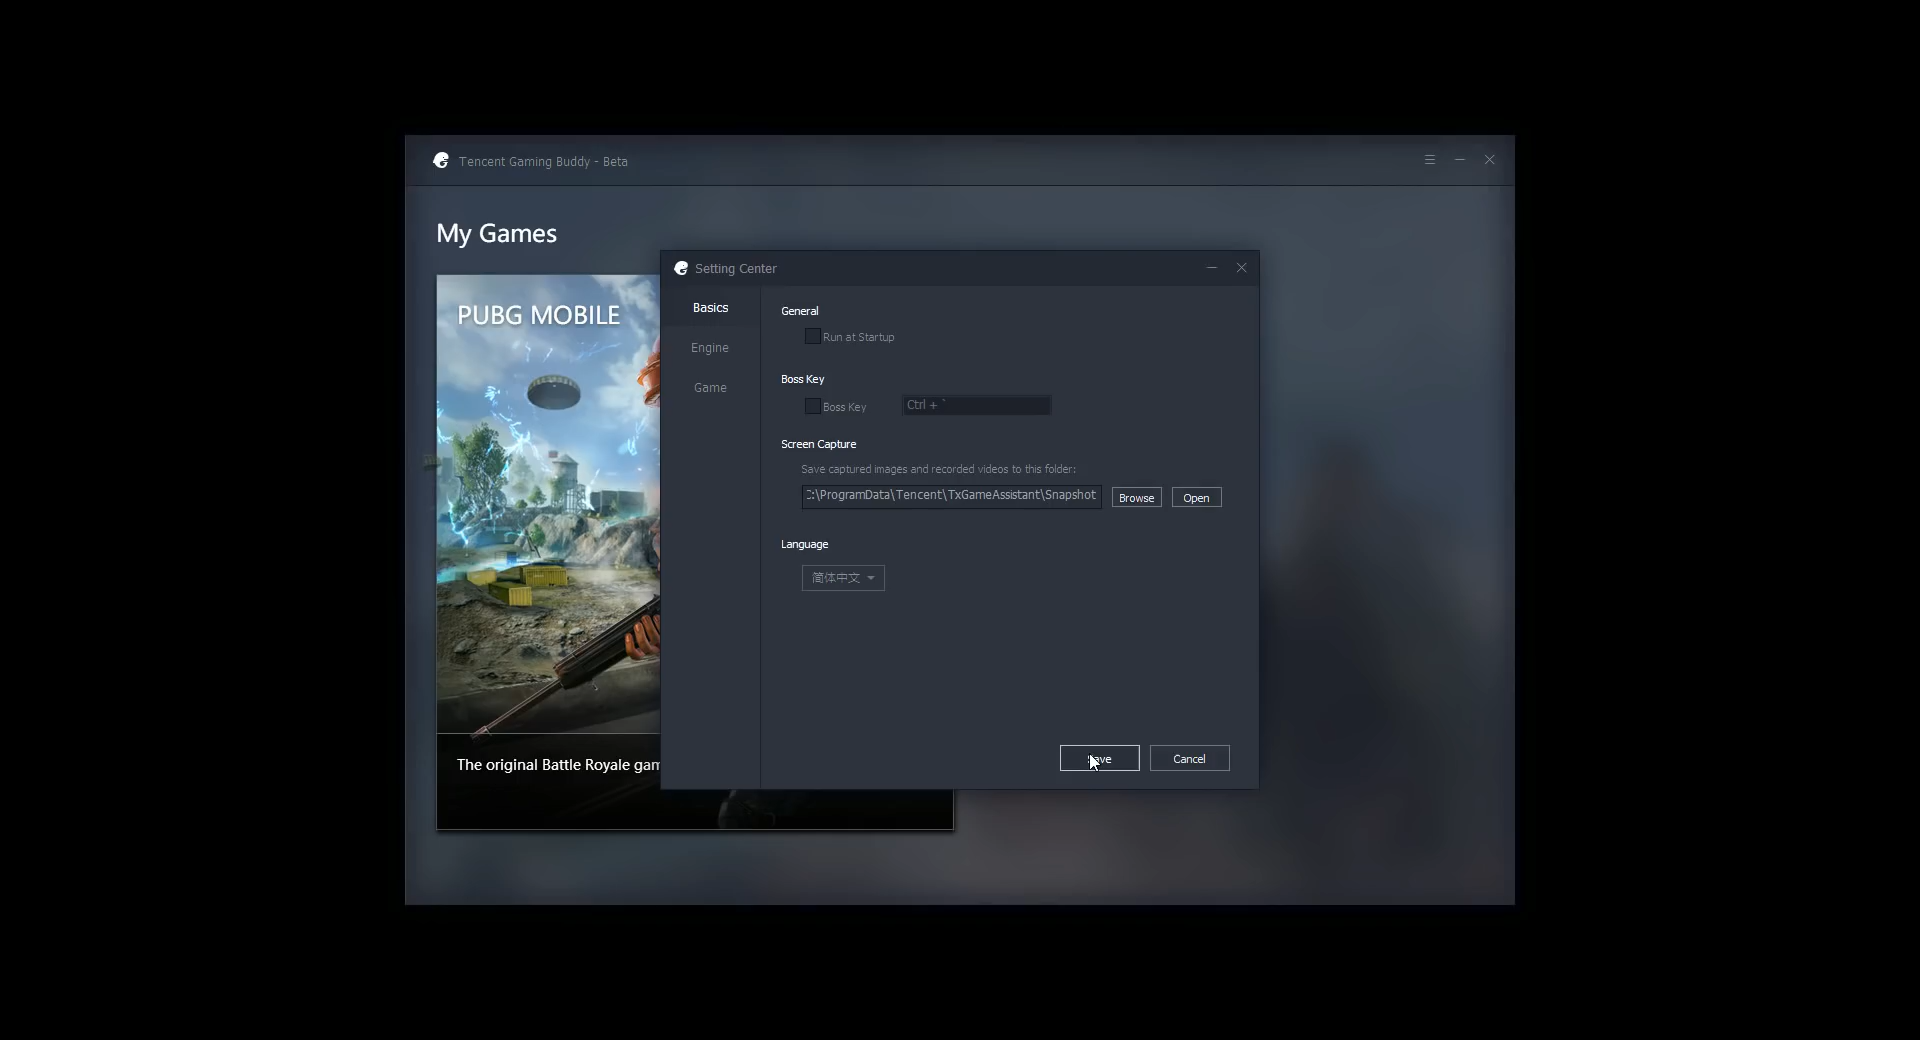 Tencent Gaming Buddy - Beta
My Games
PUBG MOBILE
The original Battle Royale
Setting Center
Basics
Engine
Game
General
Run at Startup
Boss Key
Boss Key
Ctrl + `
Screen Capture
Save captured images and recorded videos to this folder:
:\ProgramData\Tencent\TxGameAssistant\Snapshot
Browse
Open
Language
简体中文
Cancel